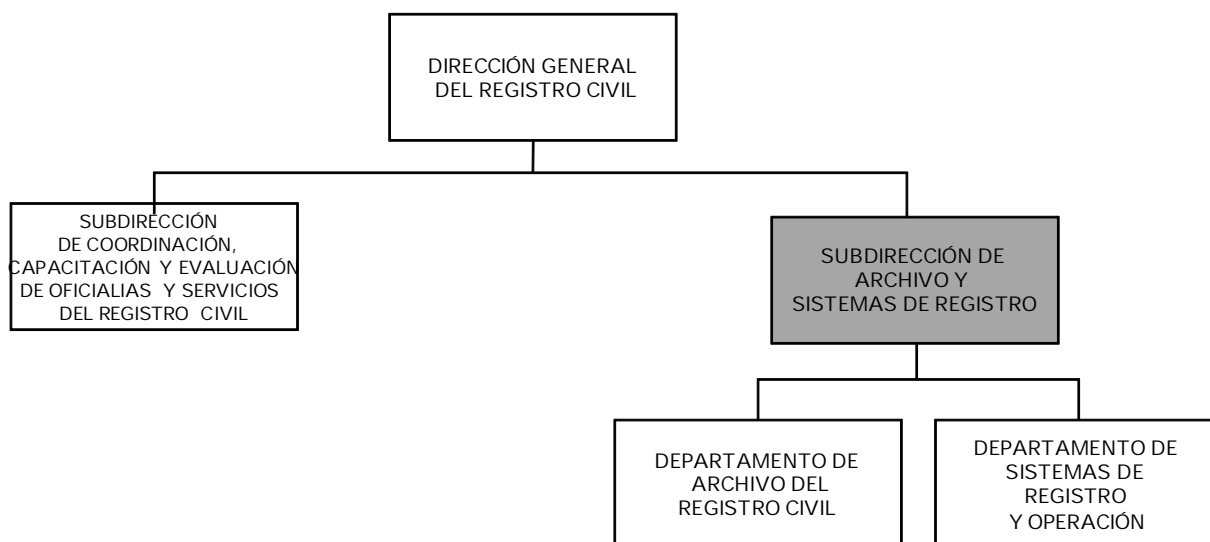 DIRECCIÓN GENERAL
DEL REGISTRO CIVIL
SUBDIRECCIÓN
DE COORDINACIÓN,
CAPACITACIÓN Y EVALUACIÓN
DE OFICIALIAS Y SERVICIOS
DEL REGISTRO CIVIL
SUBDIRECCIÓN DE
ARCHIVO Y
SISTEMAS DE REGISTRO
DEPARTAMENTO DE
ARCHIVO DEL
REGISTRO CIVIL
DEPARTAMENTO DE
SISTEMAS DE
REGISTRO
Y OPERACIÓN